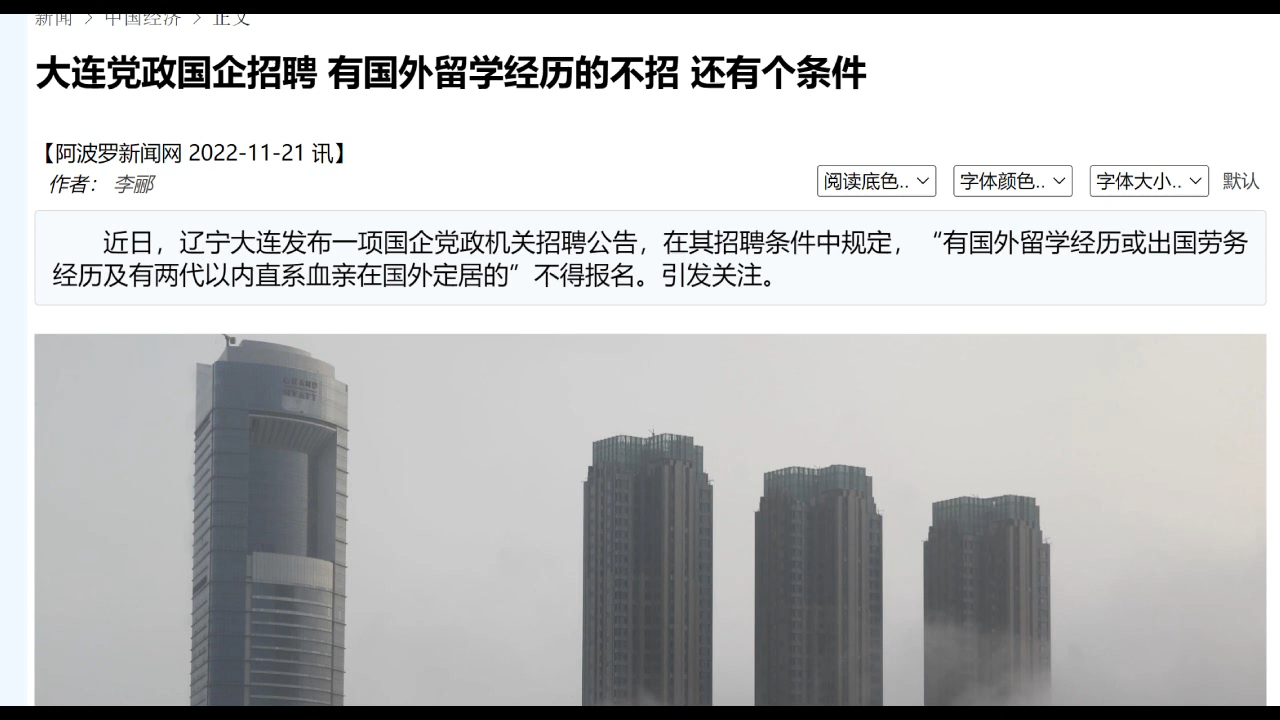 新闻 > 中国经济 > 正文
大连党政国企招聘 有国外留学经历的不招 还有个条件
【阿波罗新闻网 2022-11-21 讯】
作者： 李郦
阅读底色.. 字体颜色.. 字体大小.. 默认
近日，辽宁大连发布一项国企党政机关招聘公告，在其招聘条件中规定，“有国外留学经历或出国劳务
经历及有两代以内直系血亲在国外定居的”不得报名。引发关注。
GRAND
HYATT